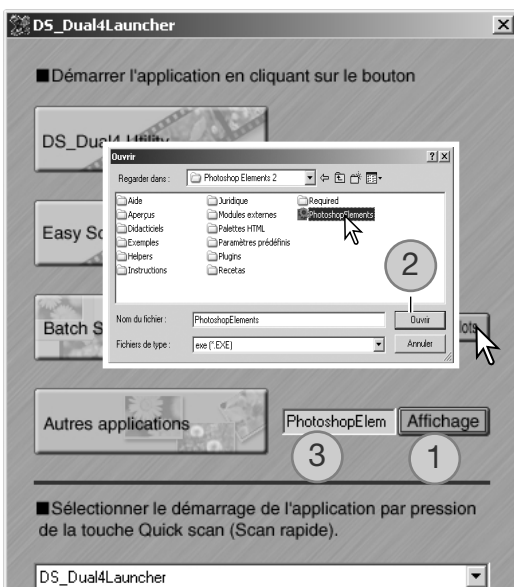 DS_Dual4Launcher
■Démarrer l'application en cliquant sur le bouton
DS_Dual4 Utility
Ouvrir
Regarder dans :
Photoshop Elements 2
Aide
Juridique
Required
Aperçus
Modules externes
PhotoshopElements
Didacticiels
Palettes HTML
Exemples
Paramètres prédéfinis
Helpers
Plugins
Instructions
Recetas
2
Easy Sc
Nom du fichier :
PhotoshopElements
Ouvrir
Fichiers de type :
exe (*.EXE)
Annuler
Batch S
lots
Autres applications
PhotoshopElem
Affichage
3
1
■Sélectionner le démarrage de l'application par pression
de la touche Quick scan (Scan rapide).
DS_Dual4Launcher